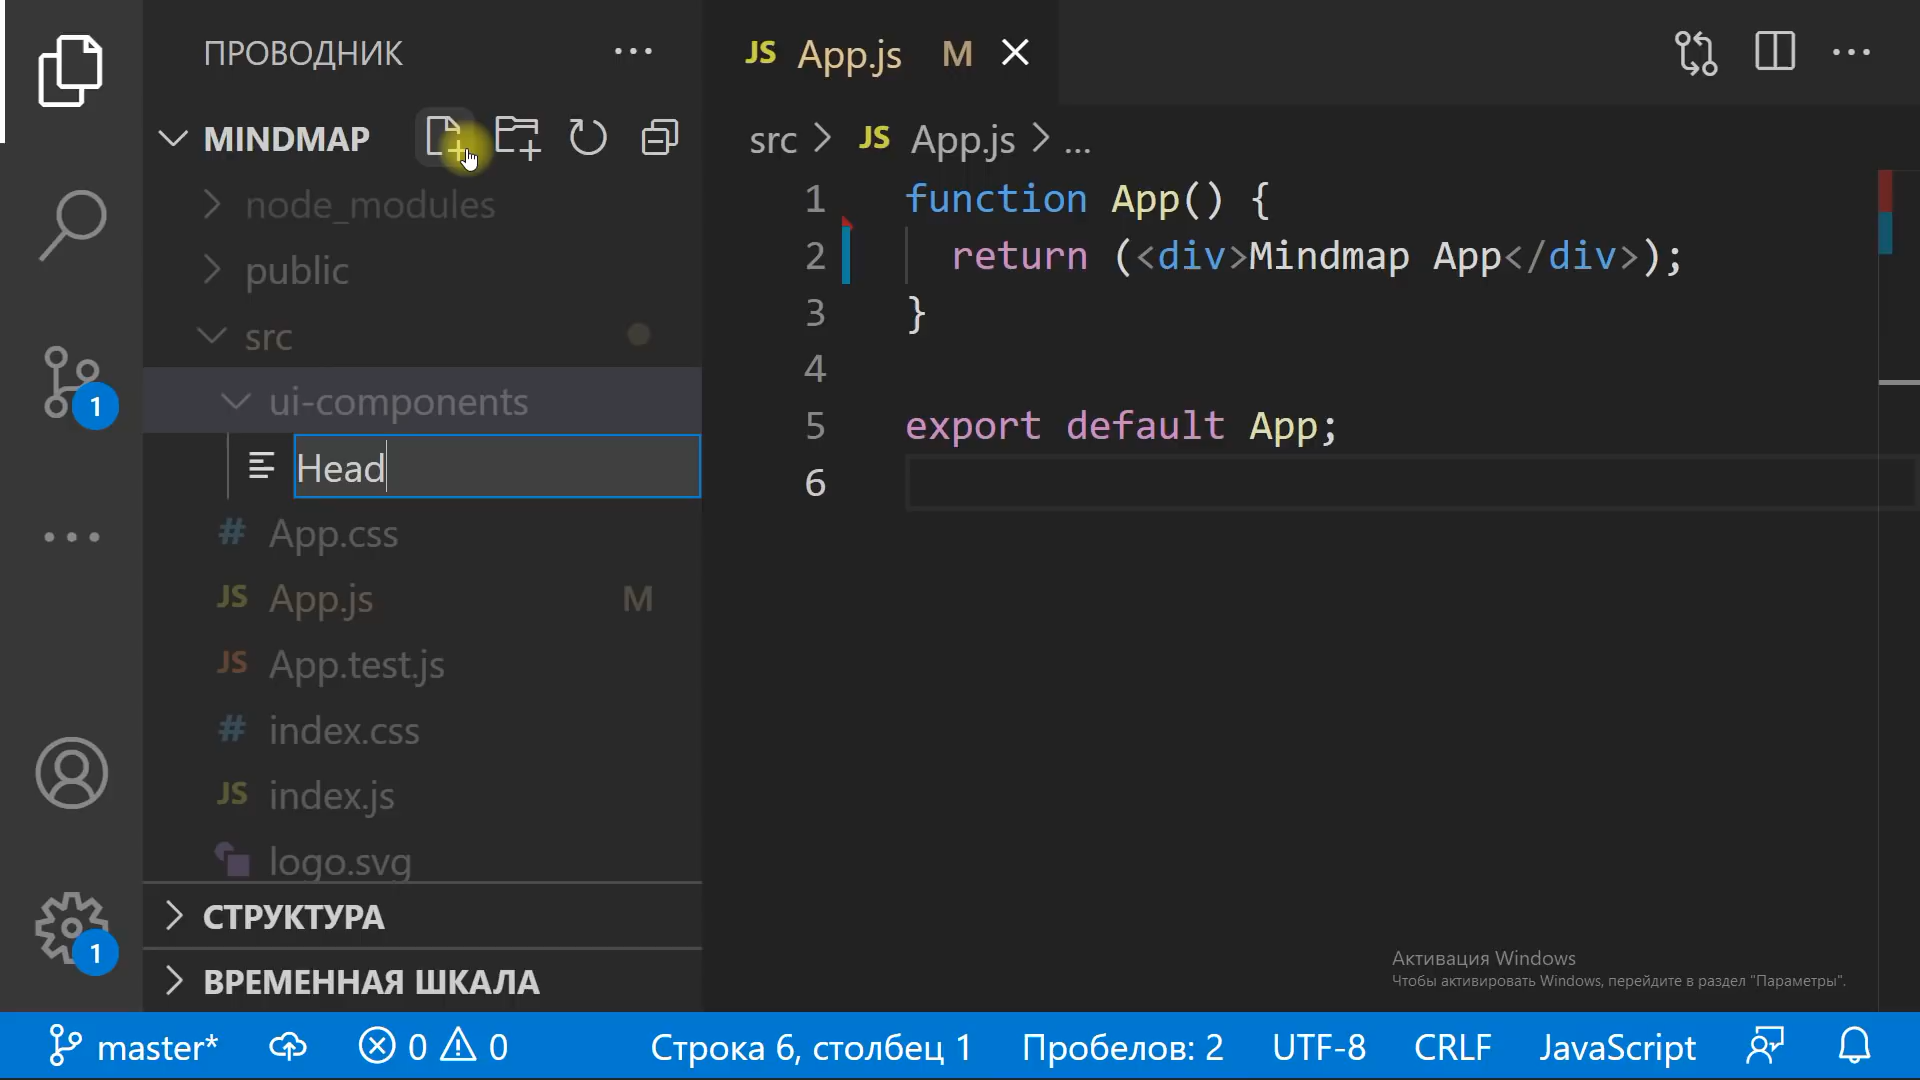 ПРОВОДНИК
MINDMAP
node_modules
public
src
ui-components
Head
# App.css
JS App.js M
JS App.test.js
# index.css
JS index.js
logo.svg
СТРУКТУРА
ВРЕМЕННАЯ ШКАЛА
JS App.js M
src > JS App.js > ...
1 function App() {
2 return (<div>Mindmap App</div>);
3 }
4
5 export default App;
6
1
1
Активация Windows
Чтобы активировать Windows, перейдите в раздел "Параметры".
master* 0 0 Строка 6, столбец 1 Пробелов: 2 UTF-8 CRLF JavaScript